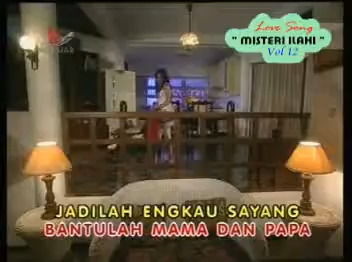 Love Song
" MISTERI ILAHI "
Vol 12
JADILAH ENGKAU SAYANG
BANTULAH MAMA DAN PAPA